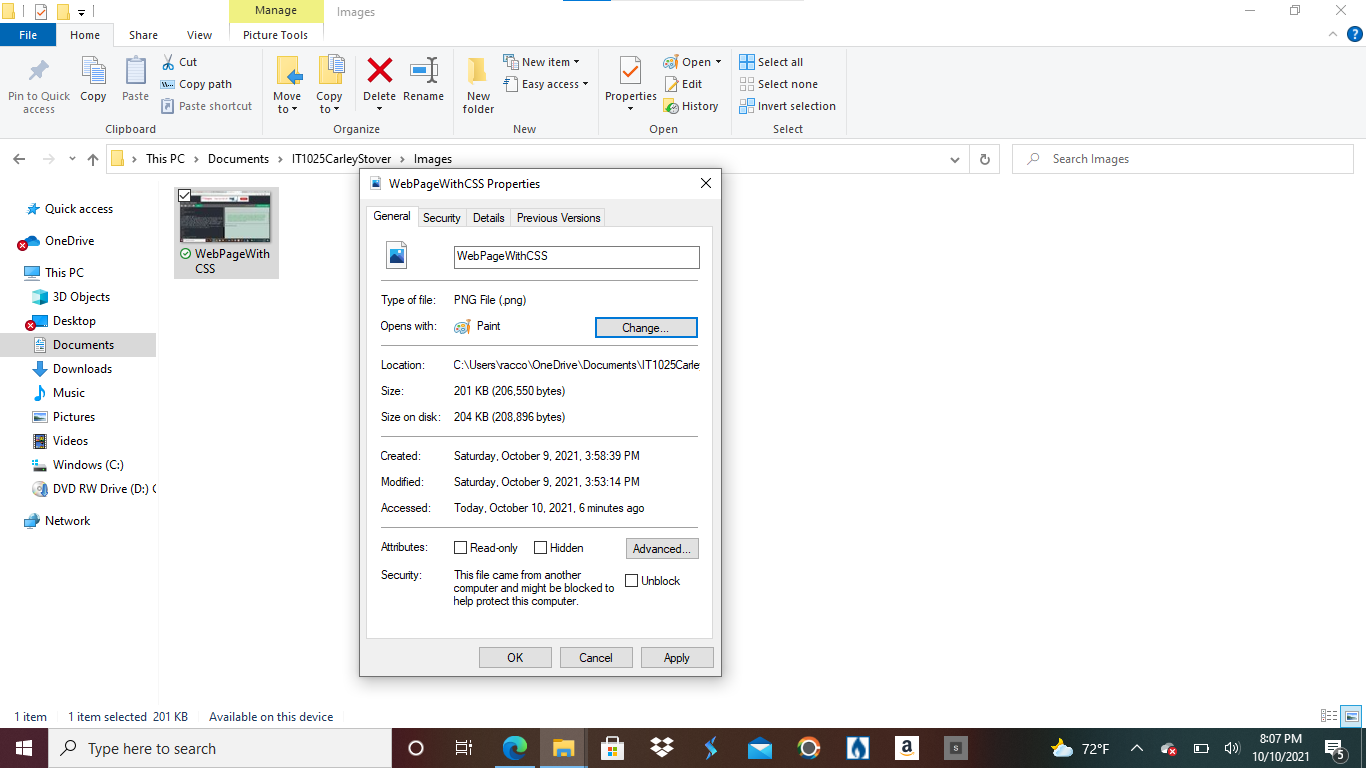 Manage
Images
File
Home
Share
View
Picture Tools
Pin to Quick
access
Copy
Paste
Cut
Copy path
Paste shortcut
Clipboard
Move
to
Copy
to
Delete
Rename
Organize
New
folder
New item
Easy access
New
Properties
Open
Edit
History
Open
Select all
Select none
Invert selection
Select
This PC > Documents > IT1025CarleyStover > Images
Search Images
Quick access
OneDrive
This PC
3D Objects
Desktop
Documents
Downloads
Music
Pictures
Videos
Windows (C:)
DVD RW Drive (D:)
Network
WebPageWith
CSS
WebPageWithCSS Properties
General
Security
Details
Previous Versions
WebPageWithCSS
Type of file: PNG File (.png)
Opens with: Paint
Change...
Location: C:\Users\racco\OneDrive\Documents\IT1025Carle
Size: 201 KB (206,550 bytes)
Size on disk: 204 KB (208,896 bytes)
Created: Saturday, October 9, 2021, 3:58:39 PM
Modified: Saturday, October 9, 2021, 3:53:14 PM
Accessed: Today, October 10, 2021, 6 minutes ago
Attributes: Read-only Hidden Advanced...
Security: This file came from another
computer and might be blocked to
help protect this computer.
Unblock
OK
Cancel
Apply
1 item
1 item selected 201 KB
Available on this device
Type here to search
a
s
72°F
8:07 PM
10/10/2021
5